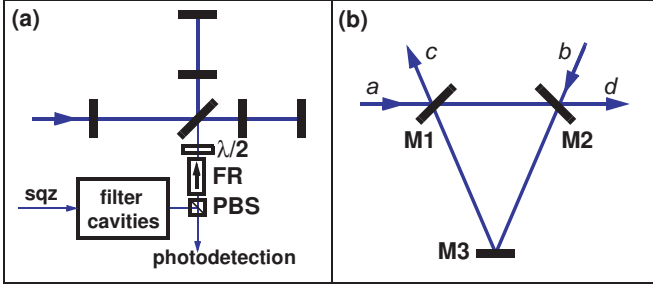 (a)
λ/2
FR
sqz
filter
cavities
PBS
photodetection
(b)
c
b
a
d
M1
M2
M3